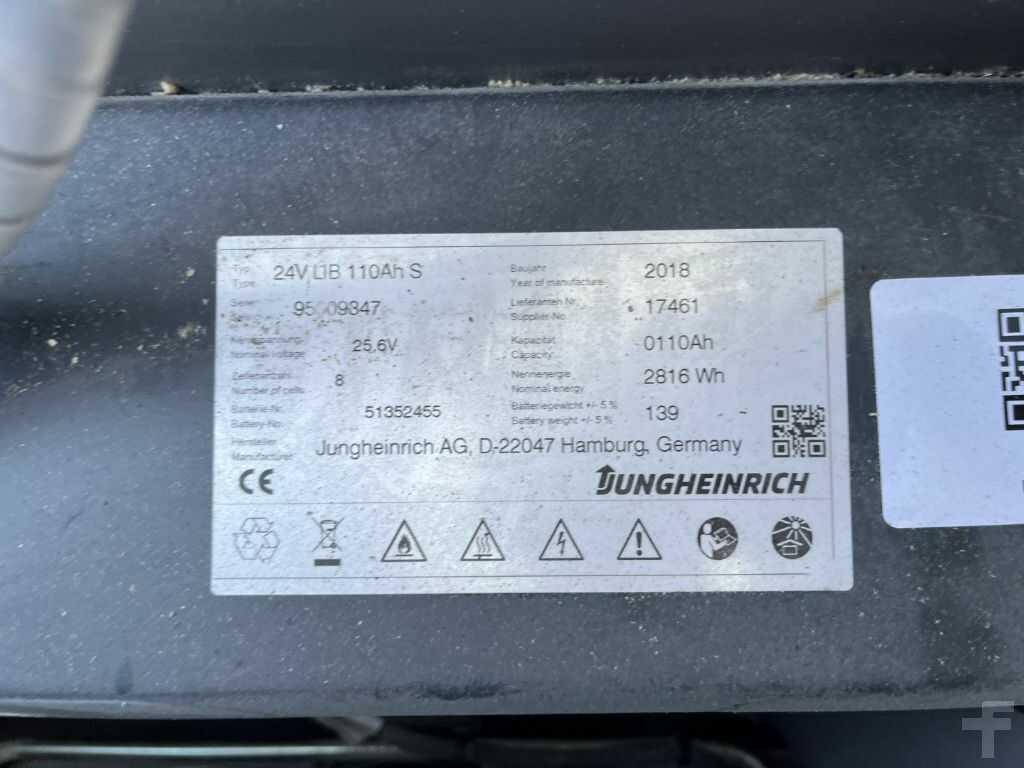 Typ 24V LIB 110Ah S Baujahr 2018
Type Year of manufacture
Lieferanten Nr. 17461
Supplier-No.
Nennspannung 25,6V Kapazität 0110Ah
Nominal voltage Capacity
Zellenanzahl 8 Nennenergie 2816 Wh
Number of cells Nominal energy
Batterie-Nr. 51352455 Batteriegewicht +/- 5 % 139
Battery-No. Battery weight +/- 5 %
Hersteller Jungheinrich AG, D-22047 Hamburg, Germany
Manufacturer
CE JUNGHEINRICH